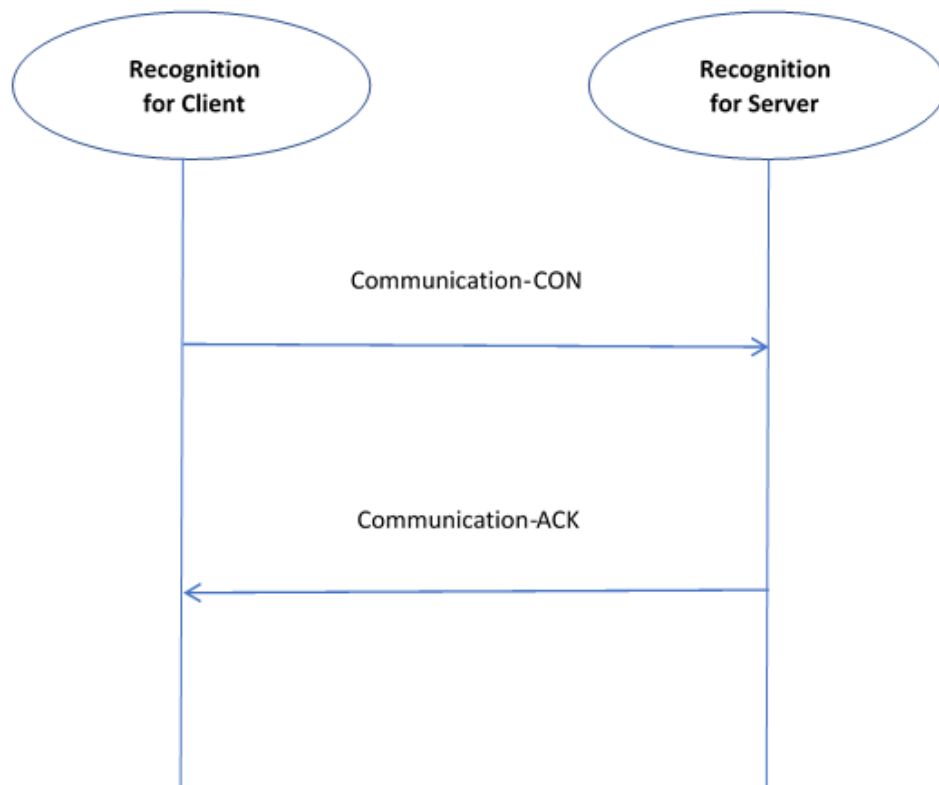 Recognition
for Client
Recognition
for Server
Communication-CON
Communication-ACK